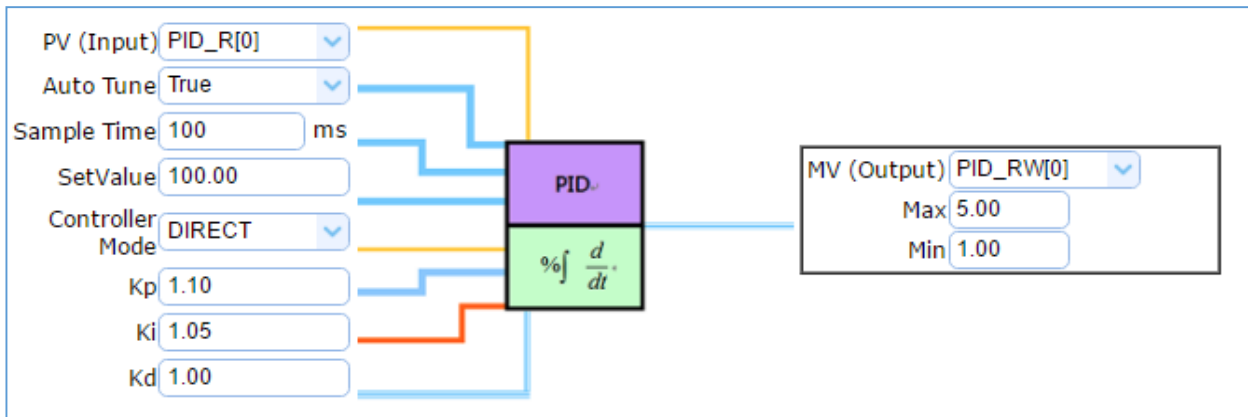 PV (Input) PID_R[0]
Auto Tune True
Sample Time 100 ms
SetValue 100.00
Controller
Mode DIRECT
Kp 1.10
Ki 1.05
Kd 1.00
PID
%∫ d/dt
MV (Output) PID_RW[0]
Max 5.00
Min 1.00